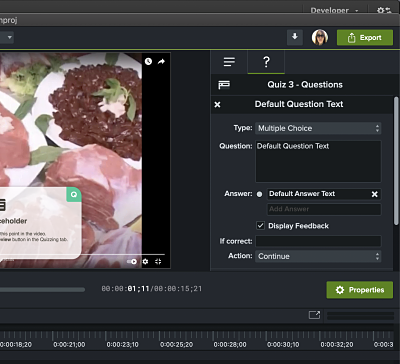 Developer
nproj
Export
?
Quiz 3 - Questions
Default Question Text
Type: Multiple Choice
Question: Default Question Text
Answer: Default Answer Text
Add Answer
Display Feedback
If correct:
Action: Continue
Q
ceholder
this point in the video.
eview button in the Quizzing tab.
00:00:01;11/00:00:15;21
Properties
0:00:18;20 0:00:21;00 0:00:23;10 0:00:25;20 0:00:28;00 0:00:30;10 0:00:32;20 0:00:3